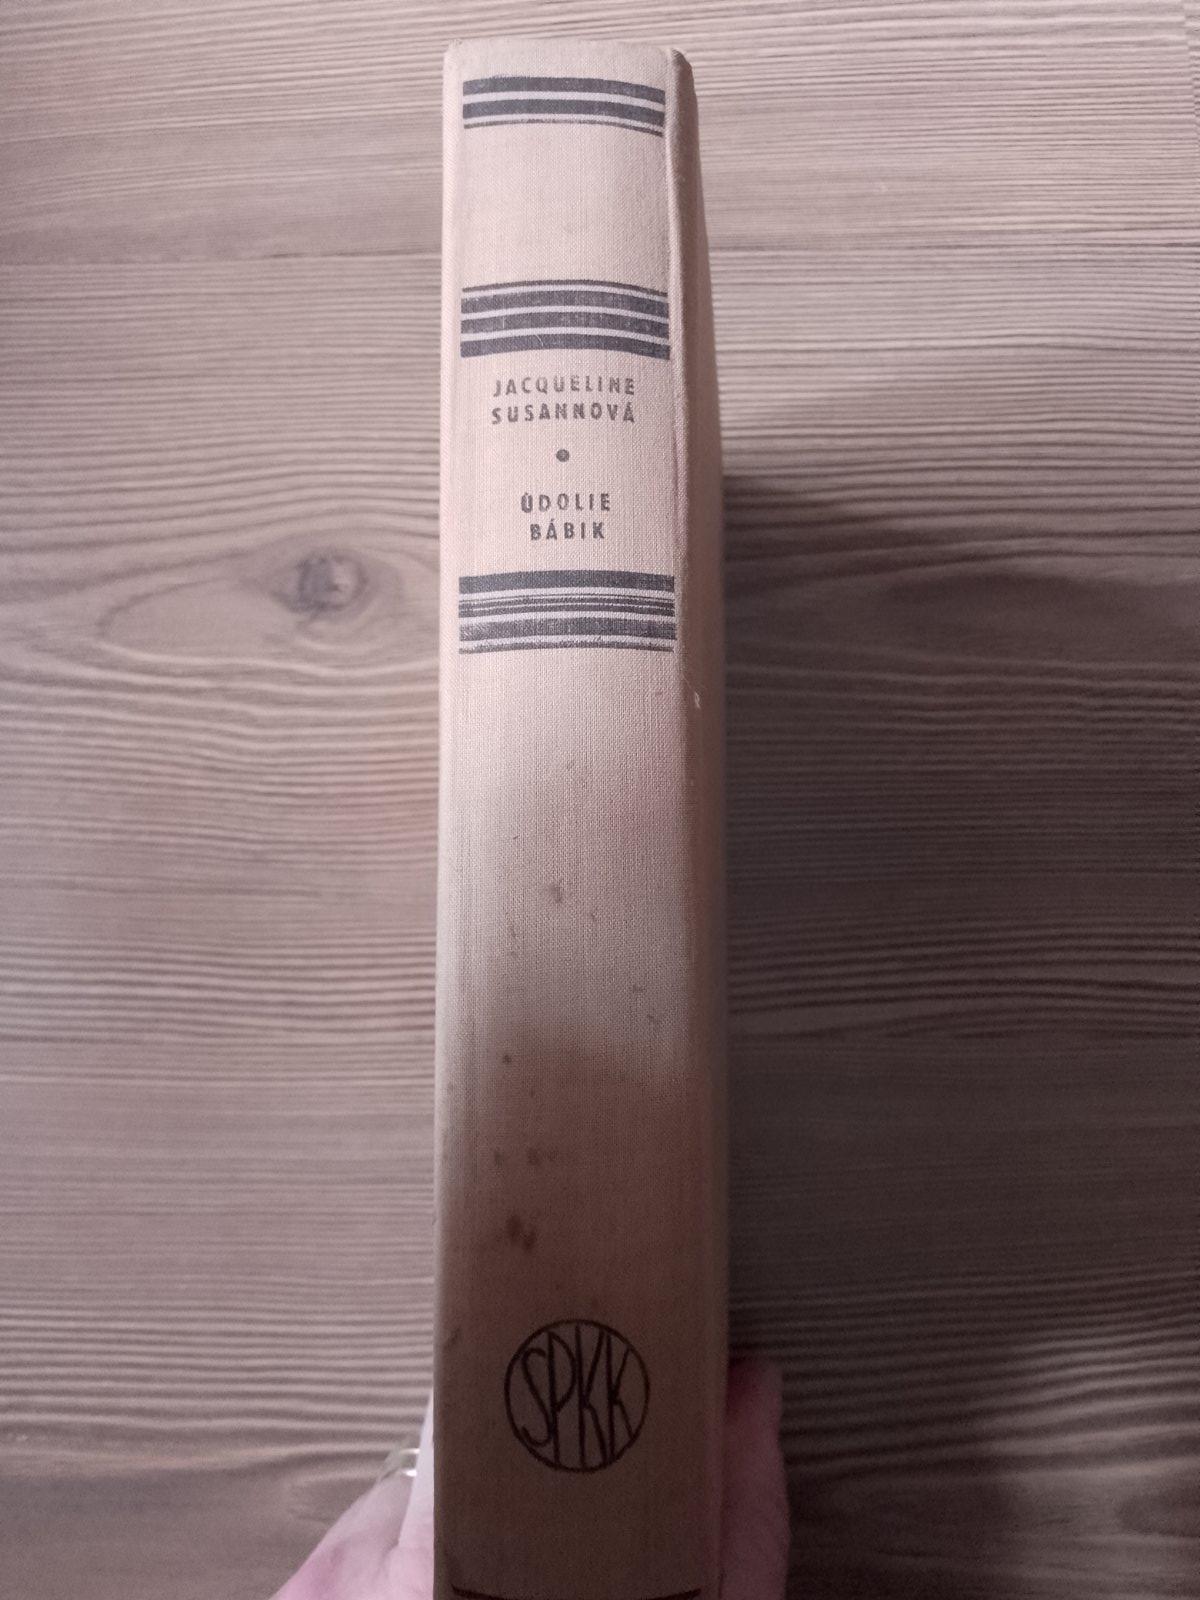 JACQUELINE
SUSANNOVÁ
ÚDOLIE
BÁBIK
SPKK